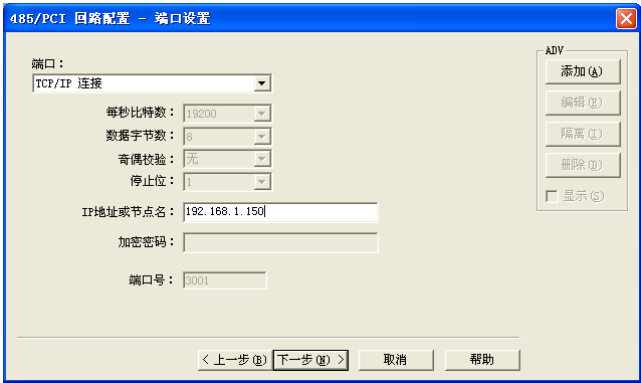 485/PCI 回路配置 - 端口设置
端口：
TCP/IP 连接
每秒比特数： 19200
数据字节数： 8
奇偶校验： 无
停止位： 1
IP地址或节点名： 192.168.1.150
加密密码：
端口号： 3001
ADV
添加(A)
编辑(E)
隔离(I)
删除(D)
显示(S)
< 上一步(B) 下一步(N) > 取消 帮助